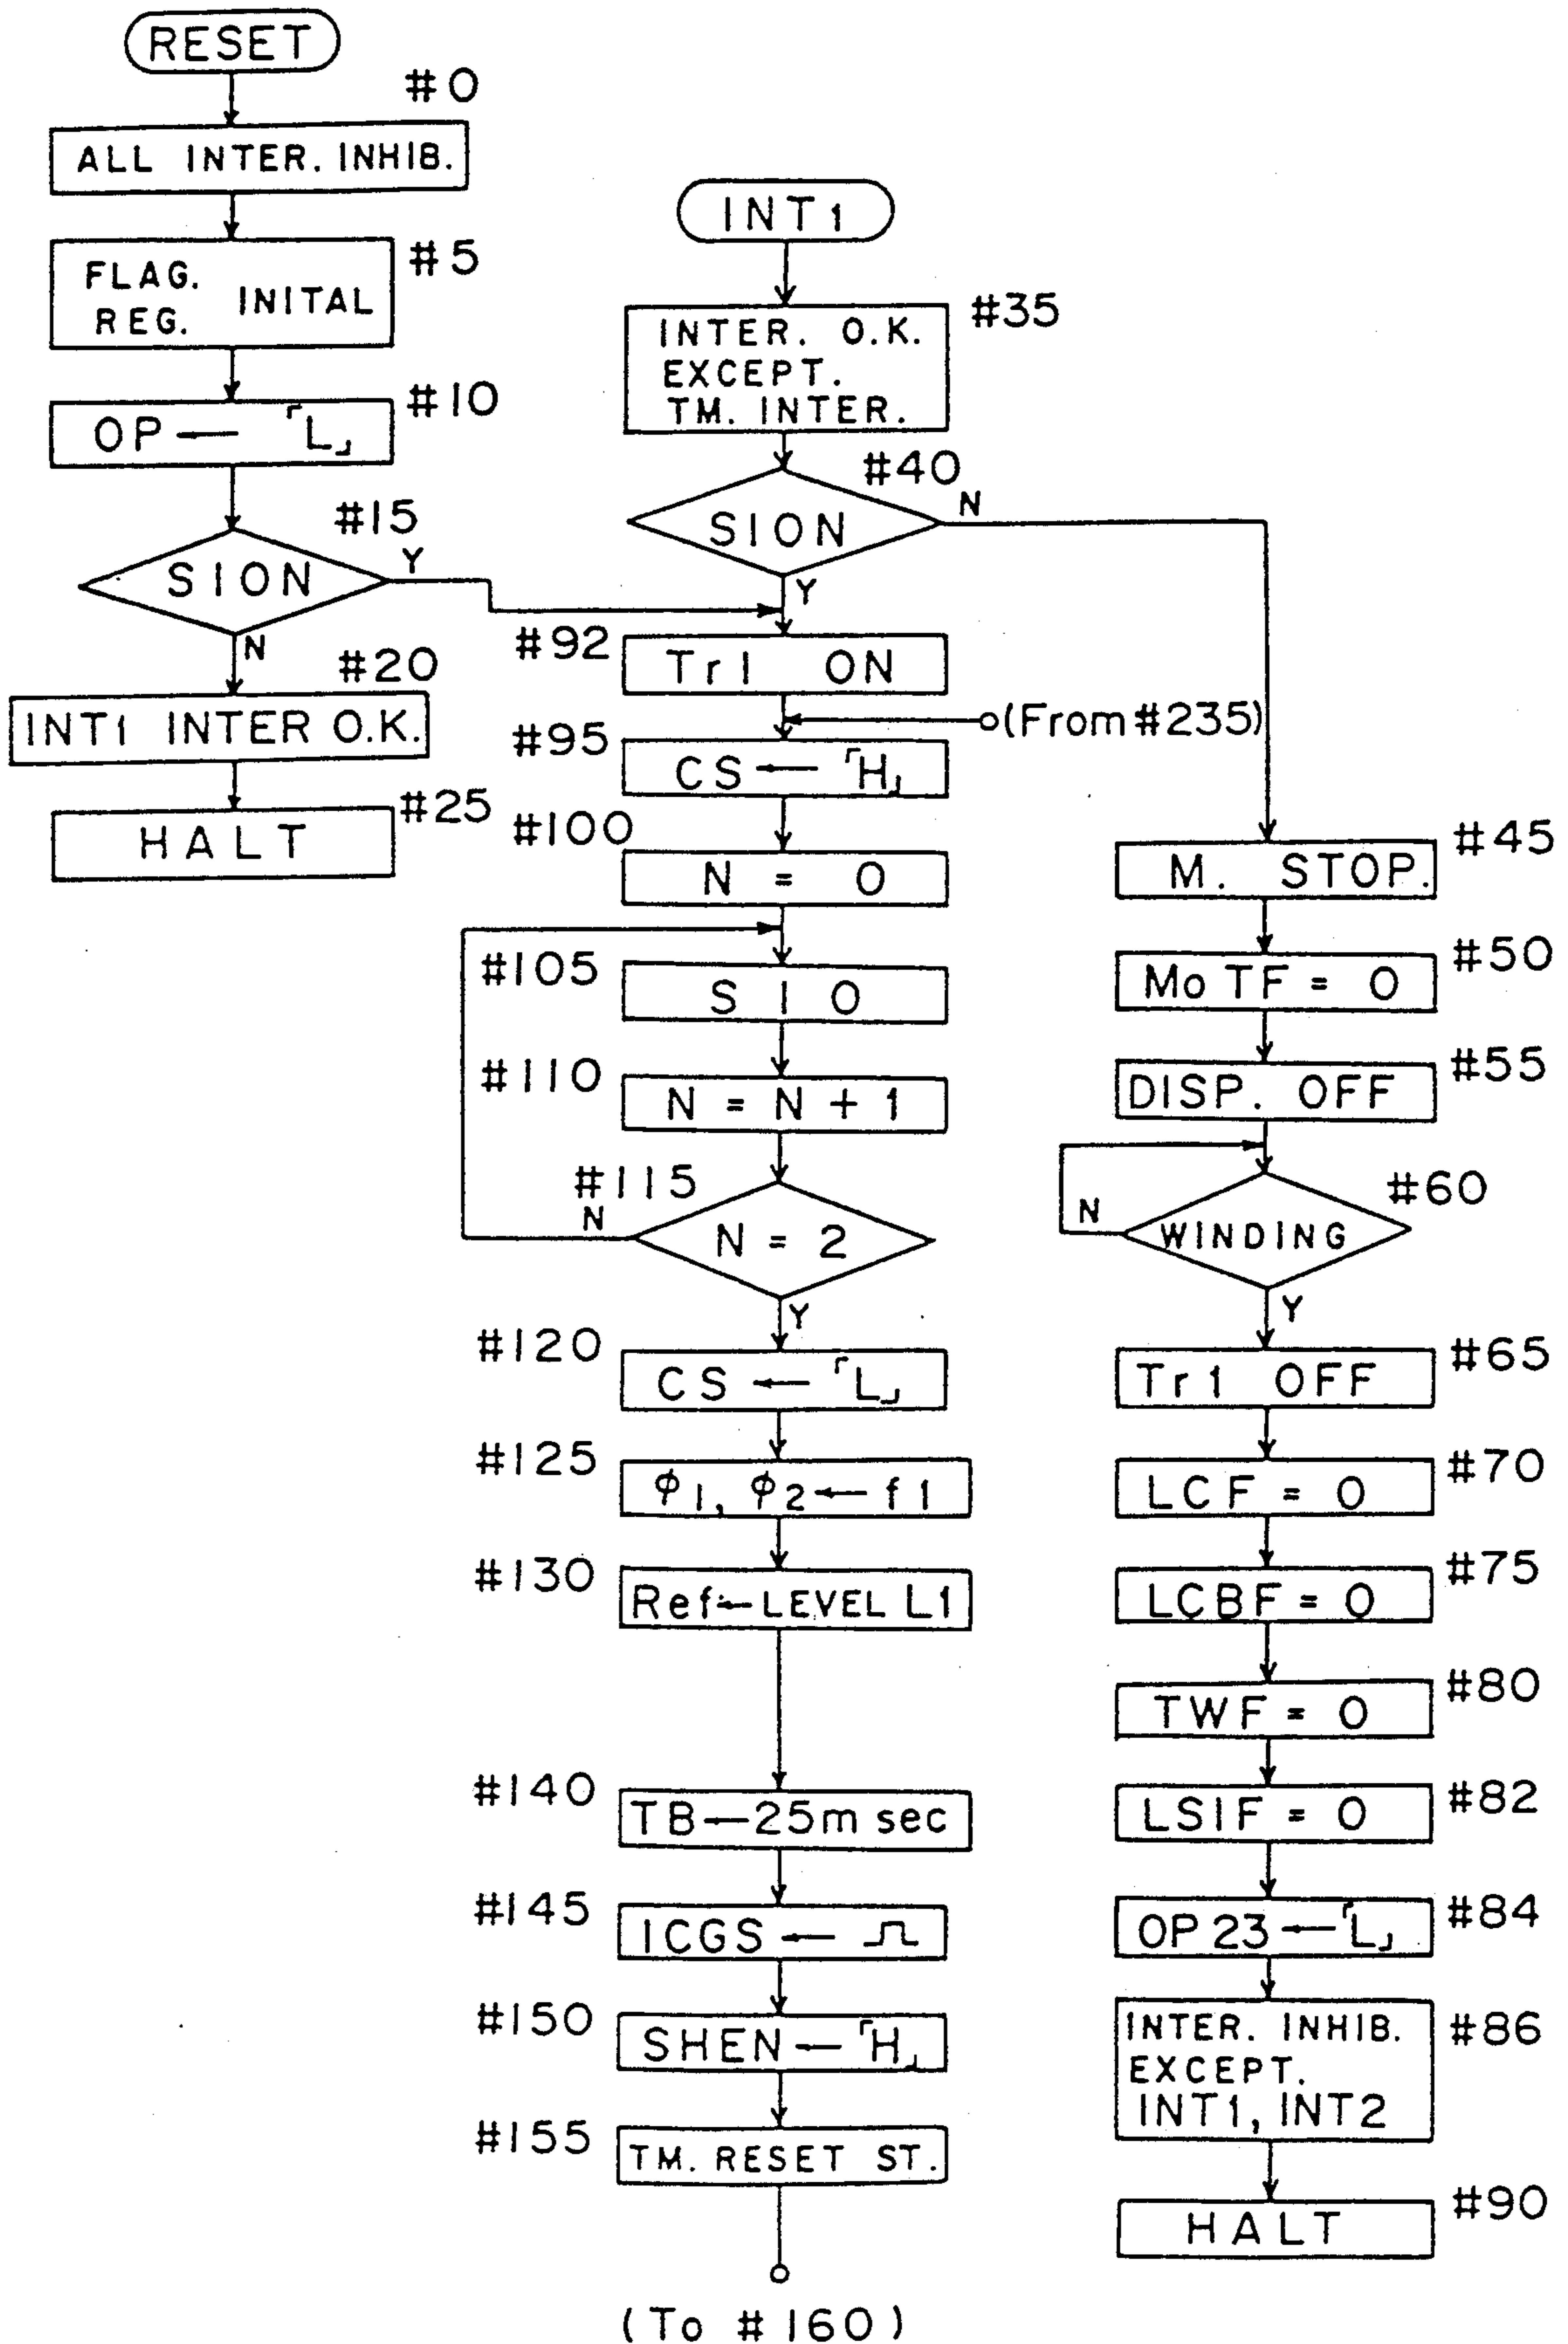 RESET
#0
ALL INTER. INHIB.
#5
FLAG.
REG. INITAL
#10
OP ← 「L」
#15
SION
Y
N
#20
INT1 INTER O.K.
#25
HALT
INT1
#35
INTER. O.K.
EXCEPT.
TM. INTER.
#40
SION
N
Y
#92
Tr1 ON
(From #235)
#95
CS ← 「H」
#100
N = 0
#105
SIO
#110
N = N + 1
#115
N
N = 2
Y
#120
CS ← 「L」
#125
φ1, φ2 ← f1
#130
Ref ← LEVEL L1
#140
TB ← 25m sec
#145
ICGS ←
#150
SHEN ← 「H」
#155
TM. RESET ST.
(To #160)
#45
M. STOP.
#50
MoTF = 0
#55
DISP. OFF
#60
N
WINDING
Y
#65
Tr1 OFF
#70
LCF = 0
#75
LCBF = 0
#80
TWF = 0
#82
LSIF = 0
#84
OP23 ← 「L」
#86
INTER. INHIB.
EXCEPT.
INT1, INT2
#90
HALT